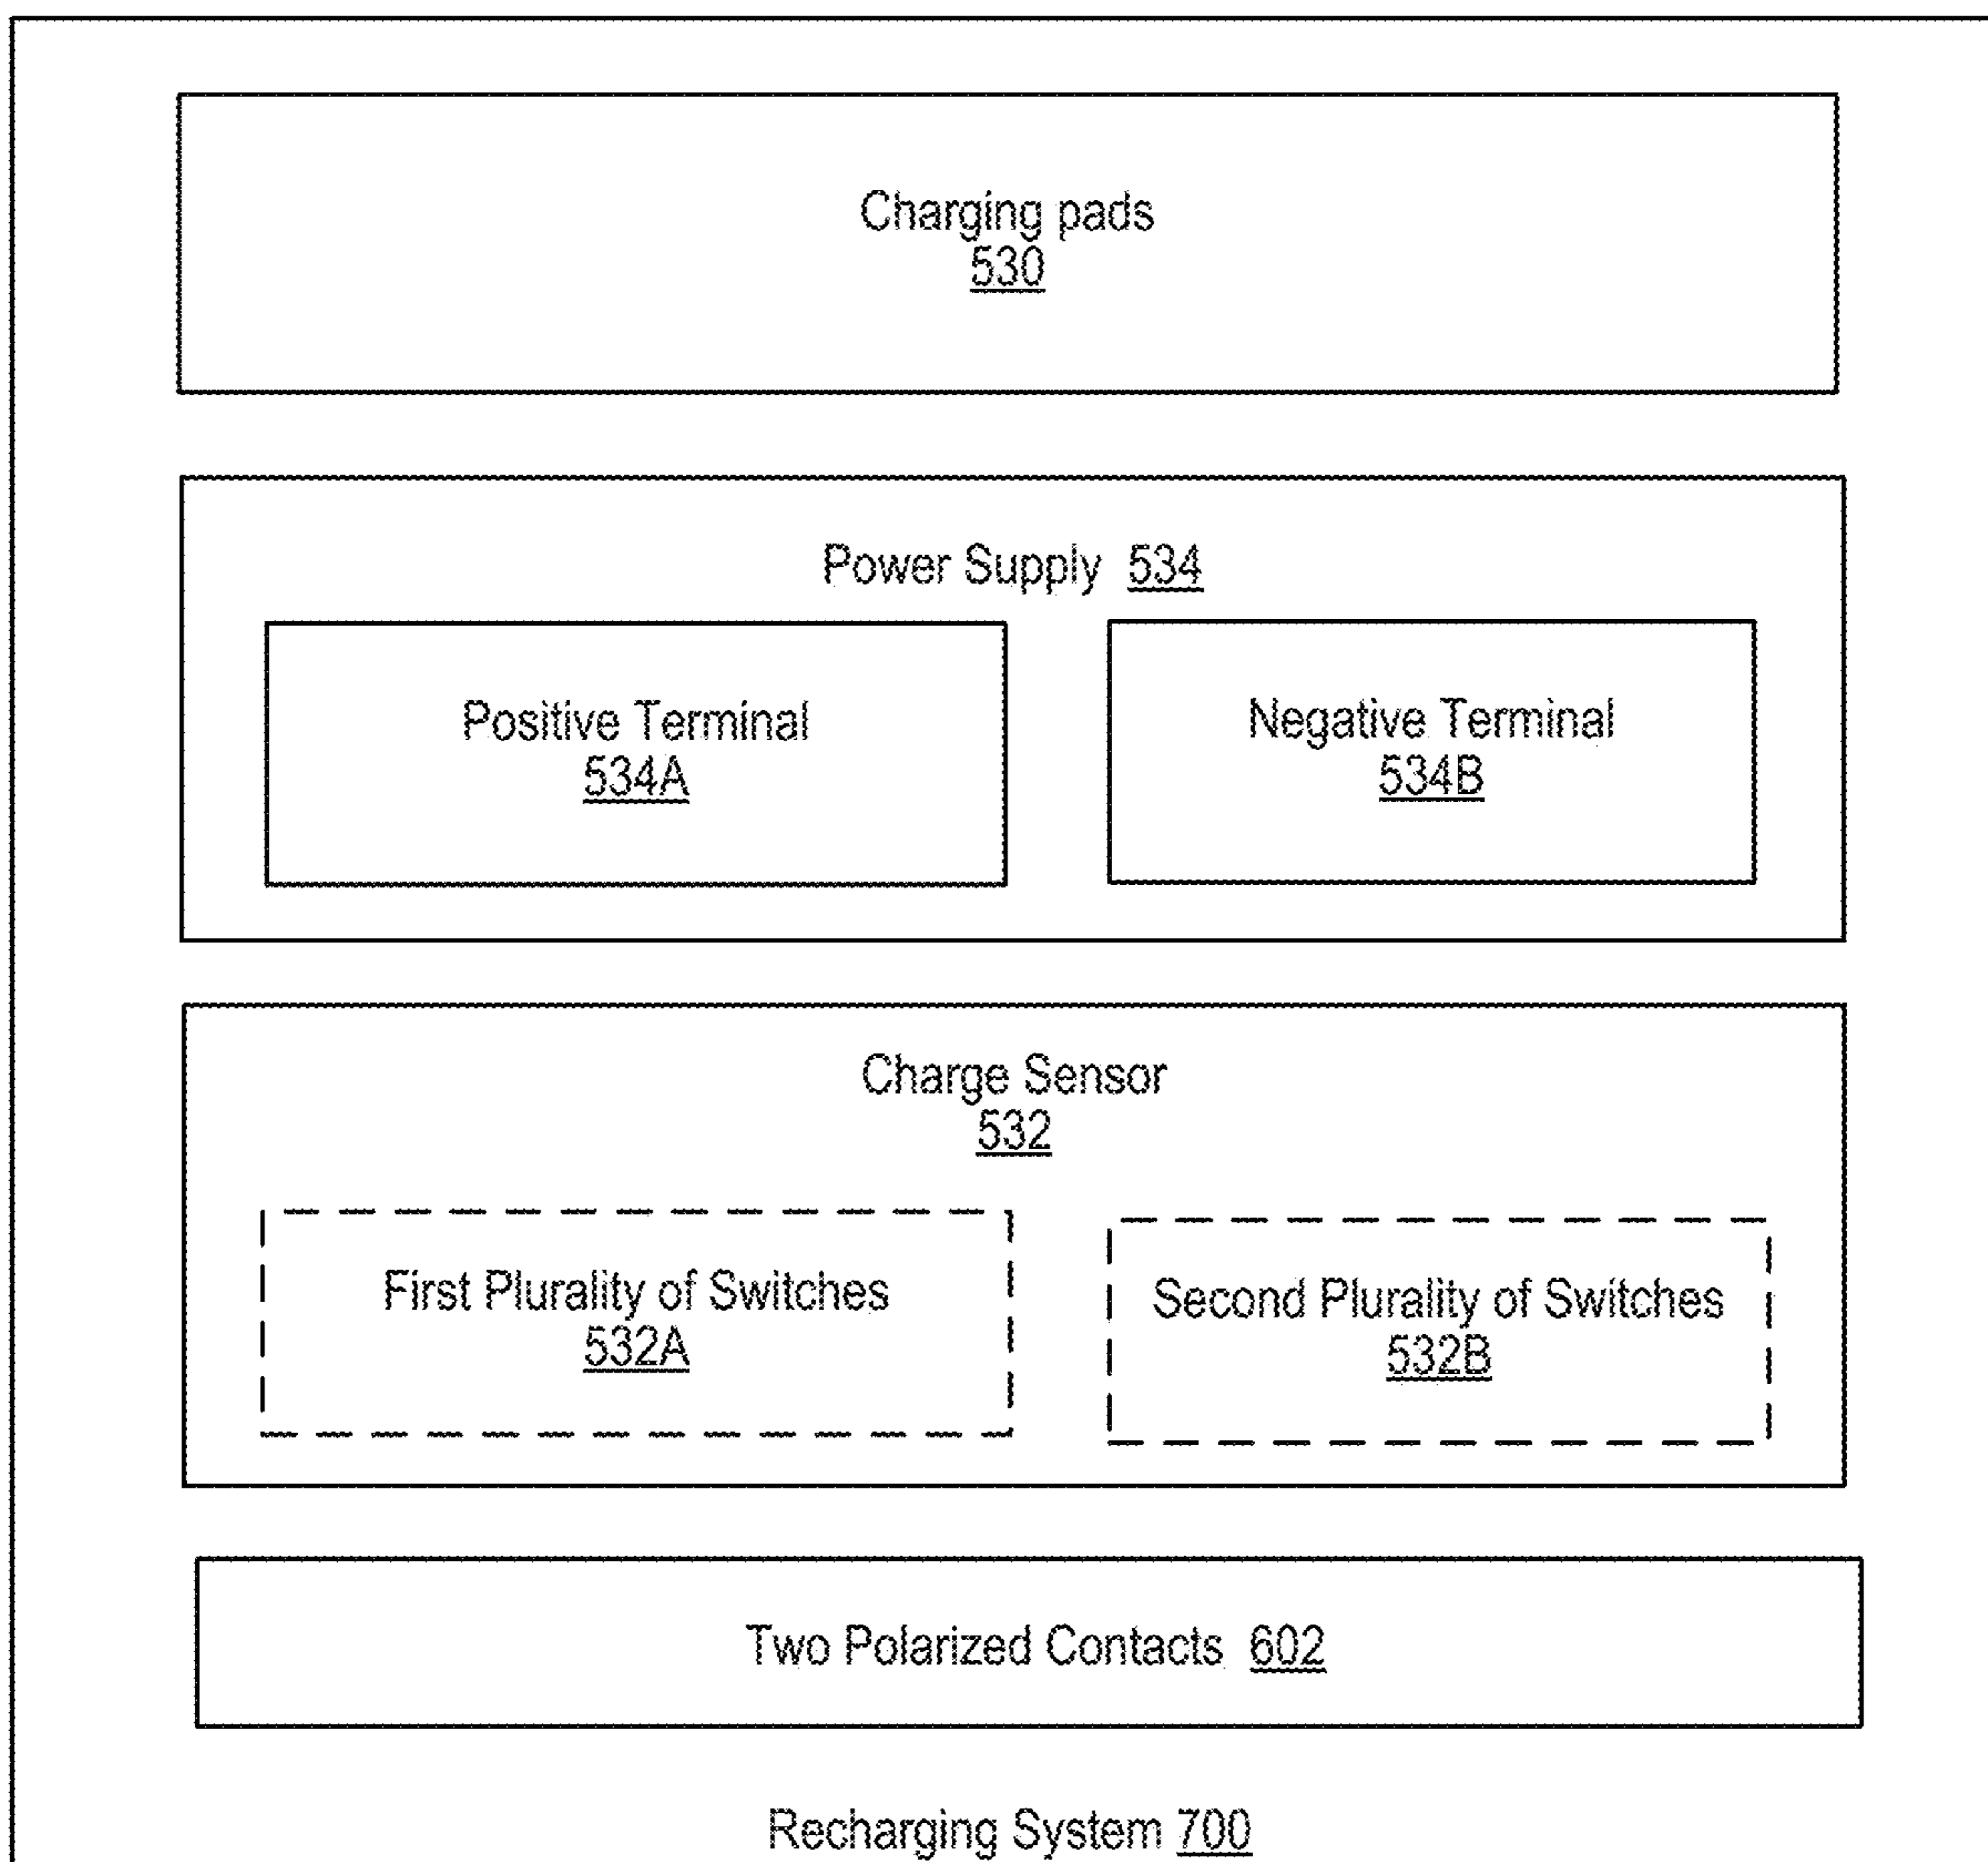 Charging pads
530
Power Supply 534
Positive Terminal
534A
Negative Terminal
534B
Charge Sensor
532
First Plurality of Switches
532A
Second Plurality of Switches
532B
Two Polarized Contacts 602
Recharging System 700